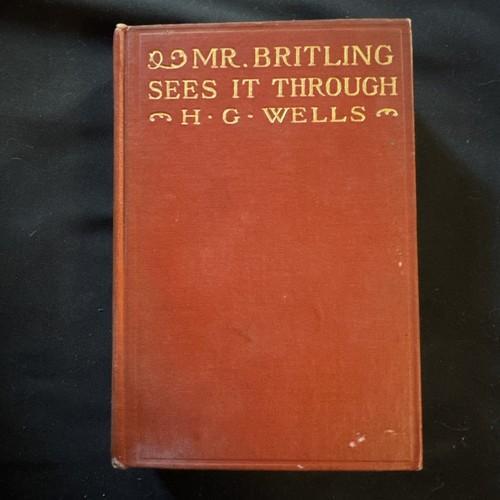 MR. BRITLING
SEES IT THROUGH
H·G·WELLS